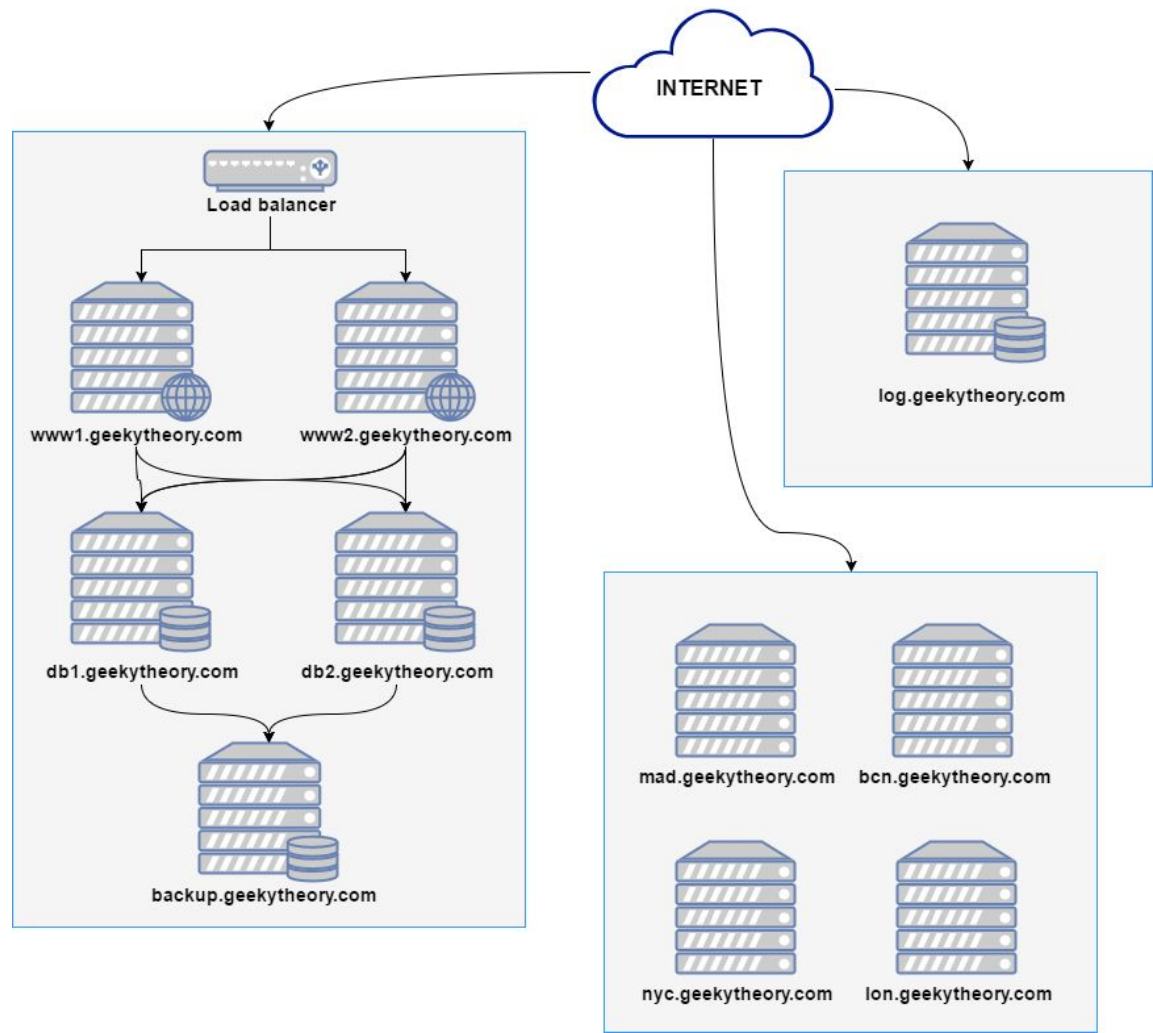 INTERNET
Load balancer
www1.geekytheory.com
www2.geekytheory.com
db1.geekytheory.com
db2.geekytheory.com
backup.geekytheory.com
log.geekytheory.com
mad.geekytheory.com
bcn.geekytheory.com
nyc.geekytheory.com
lon.geekytheory.com